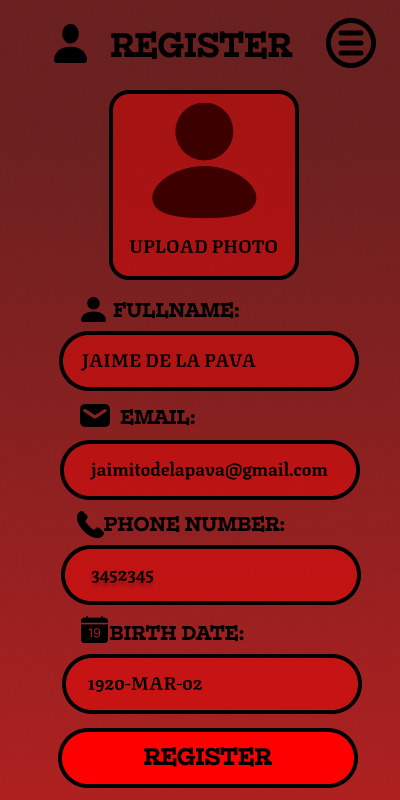 REGISTER
UPLOAD PHOTO
FULLNAME:
JAIME DE LA PAVA
EMAIL:
jaimitodelapava@gmail.com
PHONE NUMBER:
3452345
19
BIRTH DATE:
1920-MAR-02
REGISTER